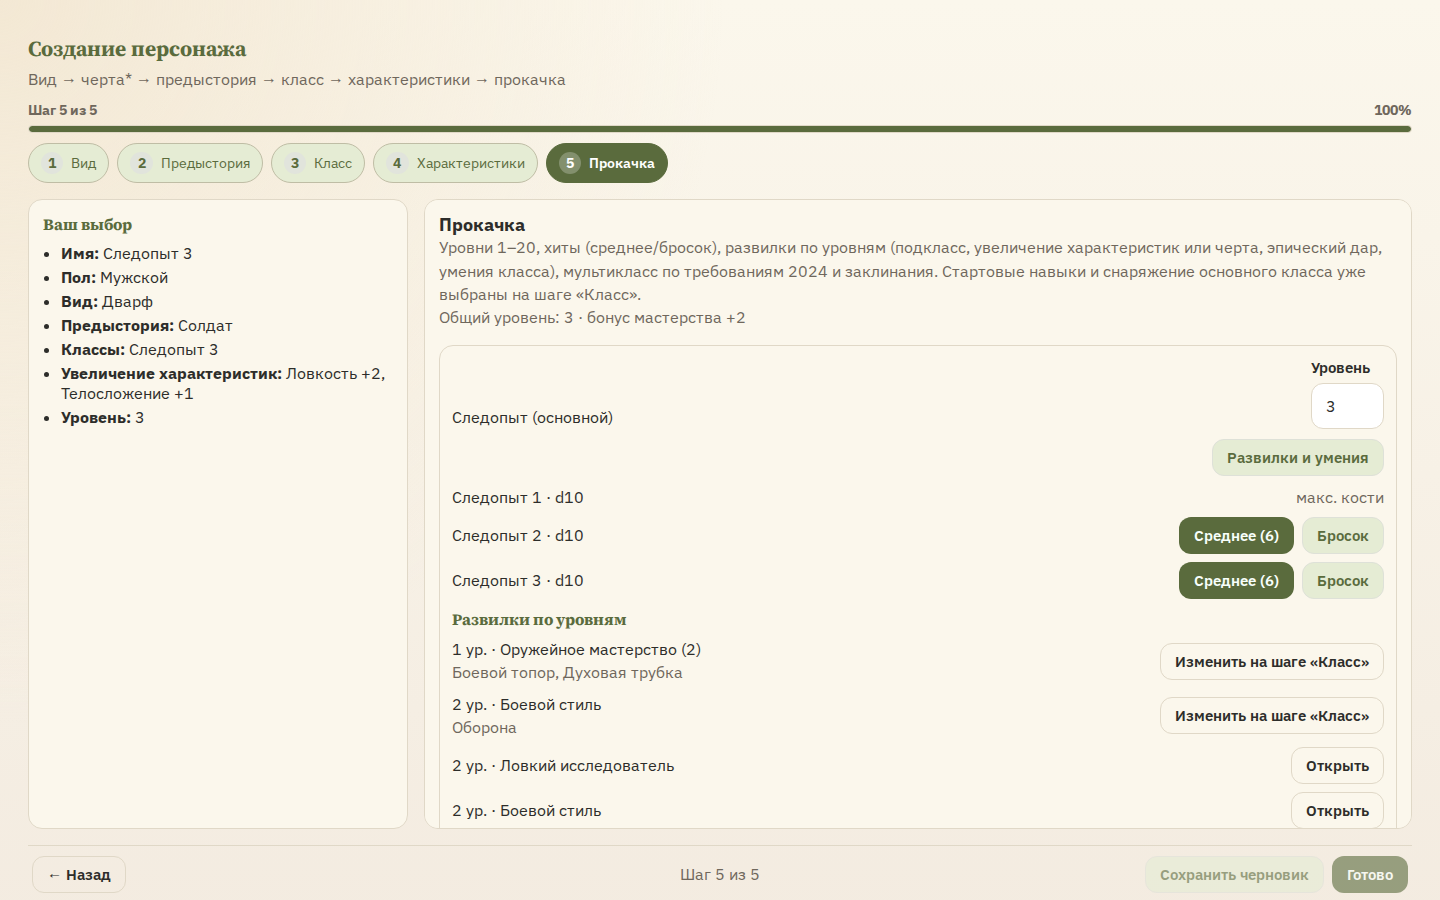 Создание персонажа
Вид → черта* → предыстория → класс → характеристики → прокачка
Шаг 5 из 5
100%
1 Вид
2 Предыстория
3 Класс
4 Характеристики
5 Прокачка
Ваш выбор
• Имя: Следопыт 3
• Пол: Мужской
• Вид: Дварф
• Предыстория: Солдат
• Классы: Следопыт 3
• Увеличение характеристик: Ловкость +2,
Телосложение +1
• Уровень: 3
Прокачка
Уровни 1–20, хиты (среднее/бросок), развилки по уровням (подкласс, увеличение характеристик или черта, эпический дар,
умения класса), мультикласс по требованиям 2024 и заклинания. Стартовые навыки и снаряжение основного класса уже
выбраны на шаге «Класс».
Общий уровень: 3 · бонус мастерства +2
Уровень
Следопыт (основной)
3
Развилки и умения
Следопыт 1 · d10
макс. кости
Следопыт 2 · d10
Среднее (6)
Бросок
Следопыт 3 · d10
Среднее (6)
Бросок
Развилки по уровням
1 ур. · Оружейное мастерство (2)
Боевой топор, Духовая трубка
Изменить на шаге «Класс»
2 ур. · Боевой стиль
Оборона
Изменить на шаге «Класс»
2 ур. · Ловкий исследователь
Открыть
2 ур. · Боевой стиль
Открыть
← Назад
Шаг 5 из 5
Сохранить черновик
Готово